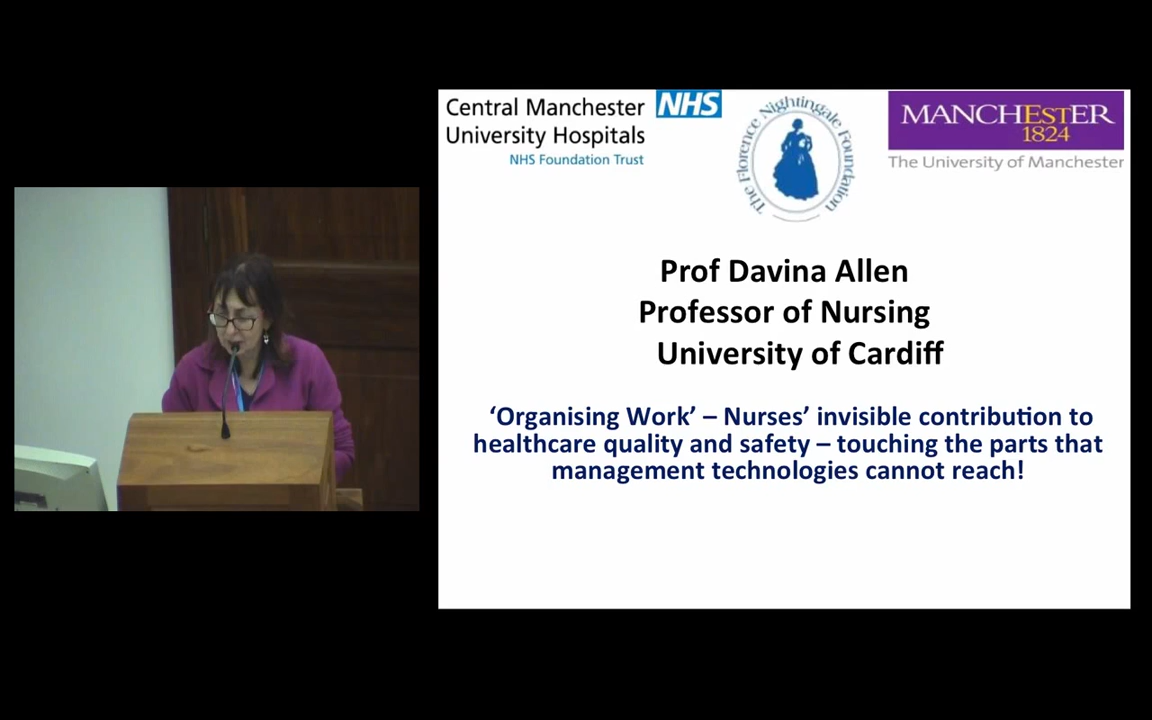 Central Manchester
University Hospitals
NHS Foundation Trust
NHS
The Florence Nightingale Foundation
MANCHESTER
1824
The University of Manchester
Prof Davina Allen
Professor of Nursing
University of Cardiff
‘Organising Work’ – Nurses’ invisible contribution to
healthcare quality and safety – touching the parts that
management technologies cannot reach!